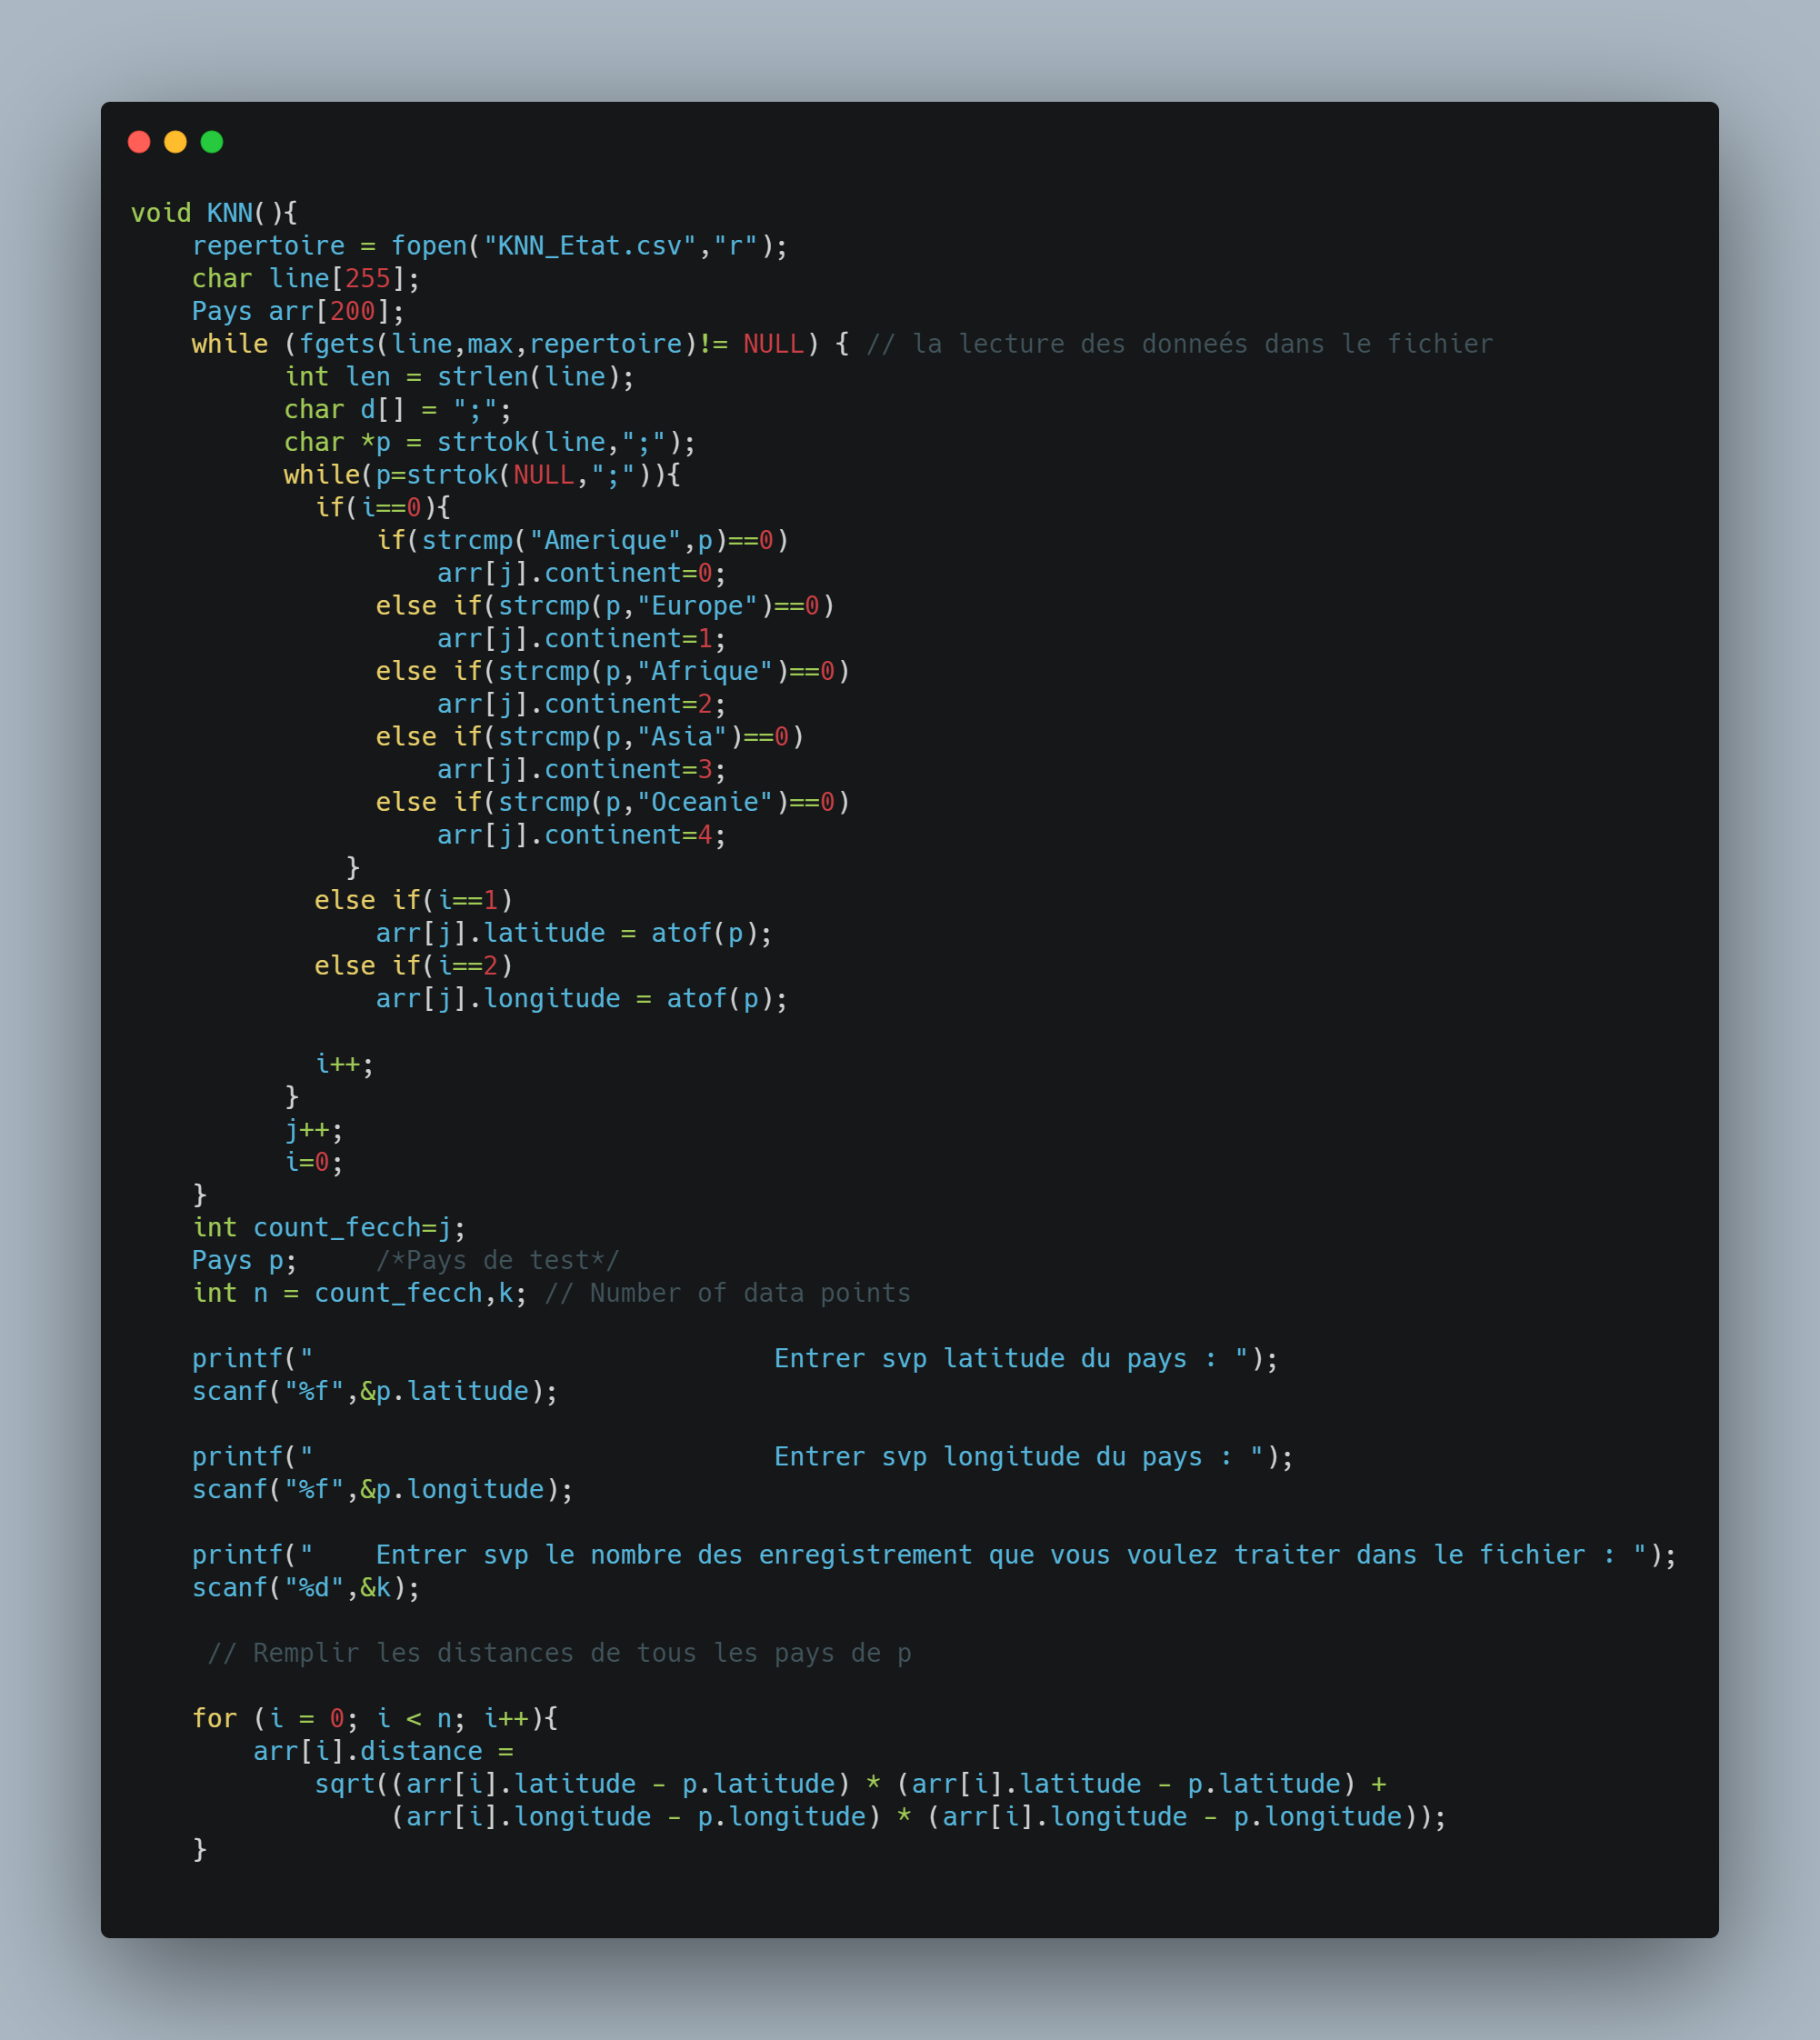 void KNN(){
    repertoire = fopen("KNN_Etat.csv","r");
    char line[255];
    Pays arr[200];
    while (fgets(line,max,repertoire)!= NULL) { // la lecture des donneés dans le fichier
          int len = strlen(line);
          char d[] = ";";
          char *p = strtok(line,";");
          while(p=strtok(NULL,";")){
            if(i==0){
                if(strcmp("Amerique",p)==0)
                    arr[j].continent=0;
                else if(strcmp(p,"Europe")==0)
                    arr[j].continent=1;
                else if(strcmp(p,"Afrique")==0)
                    arr[j].continent=2;
                else if(strcmp(p,"Asia")==0)
                    arr[j].continent=3;
                else if(strcmp(p,"Oceanie")==0)
                    arr[j].continent=4;
              }
            else if(i==1)
                arr[j].latitude = atof(p);
            else if(i==2)
                arr[j].longitude = atof(p);

            i++;
          }
          j++;
          i=0;
    }
    int count_fecch=j;
    Pays p;     /*Pays de test*/
    int n = count_fecch,k; // Number of data points

    printf("                              Entrer svp latitude du pays : ");
    scanf("%f",&p.latitude);

    printf("                              Entrer svp longitude du pays : ");
    scanf("%f",&p.longitude);

    printf("    Entrer svp le nombre des enregistrement que vous voulez traiter dans le fichier : ");
    scanf("%d",&k);

     // Remplir les distances de tous les pays de p

    for (i = 0; i < n; i++){
        arr[i].distance =
            sqrt((arr[i].latitude - p.latitude) * (arr[i].latitude - p.latitude) +
                 (arr[i].longitude - p.longitude) * (arr[i].longitude - p.longitude));
    }